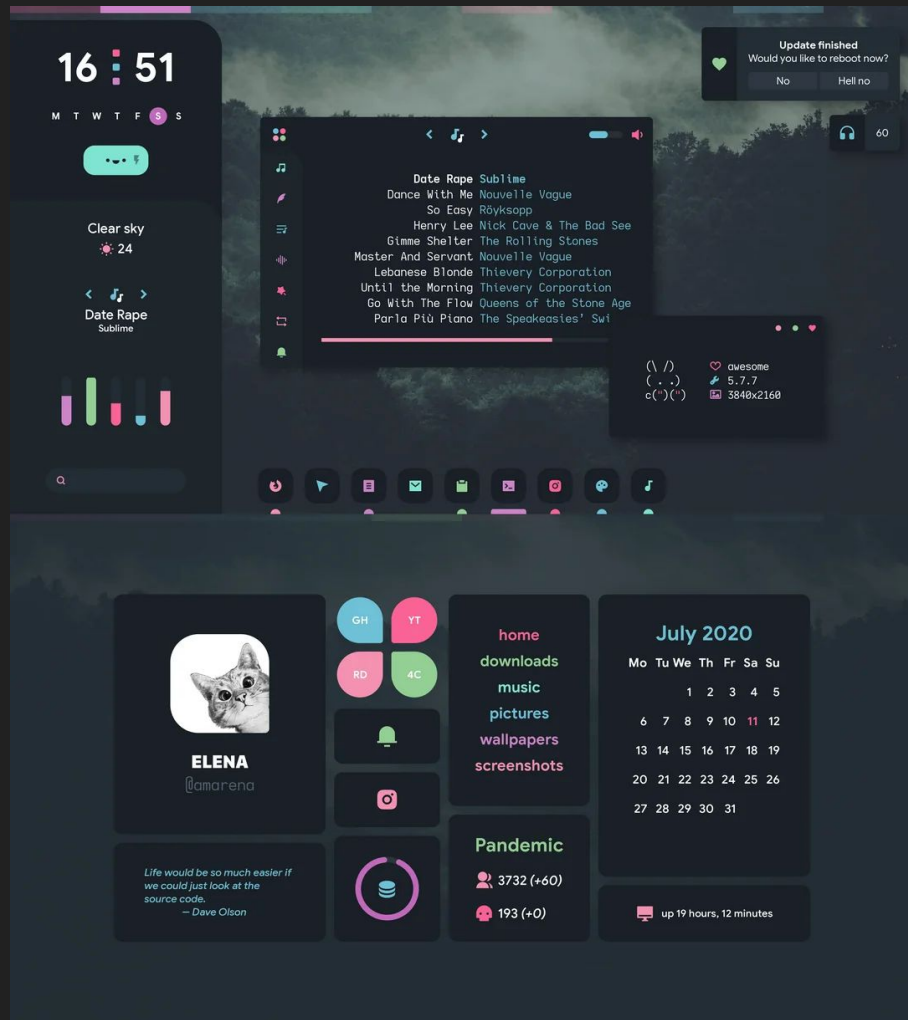 16 51
M T W T F S S
Clear sky
24
Date Rape
Sublime
Date Rape Sublime
Dance With Me Nouvelle Vague
So Easy Röyksopp
Henry Lee Nick Cave & The Bad See
Gimme Shelter The Rolling Stones
Master And Servant Nouvelle Vague
Lebanese Blonde Thievery Corporation
Until the Morning Thievery Corporation
Go With The Flow Queens of the Stone Age
Parla Più Piano The Speakeasies' Swi
Update finished
Would you like to reboot now?
No Hell no
60
(\ /)
( . .)
c(")(")
awesome
5.7.7
3840x2160
ELENA
@amarena
Life would be so much easier if
we could just look at the
source code.
— Dave Olson
GH YT
RD 4C
home
downloads
music
pictures
wallpapers
screenshots
Pandemic
3732 (+60)
193 (+0)
July 2020
Mo Tu We Th Fr Sa Su
1 2 3 4 5
6 7 8 9 10 11 12
13 14 15 16 17 18 19
20 21 22 23 24 25 26
27 28 29 30 31
up 19 hours, 12 minutes